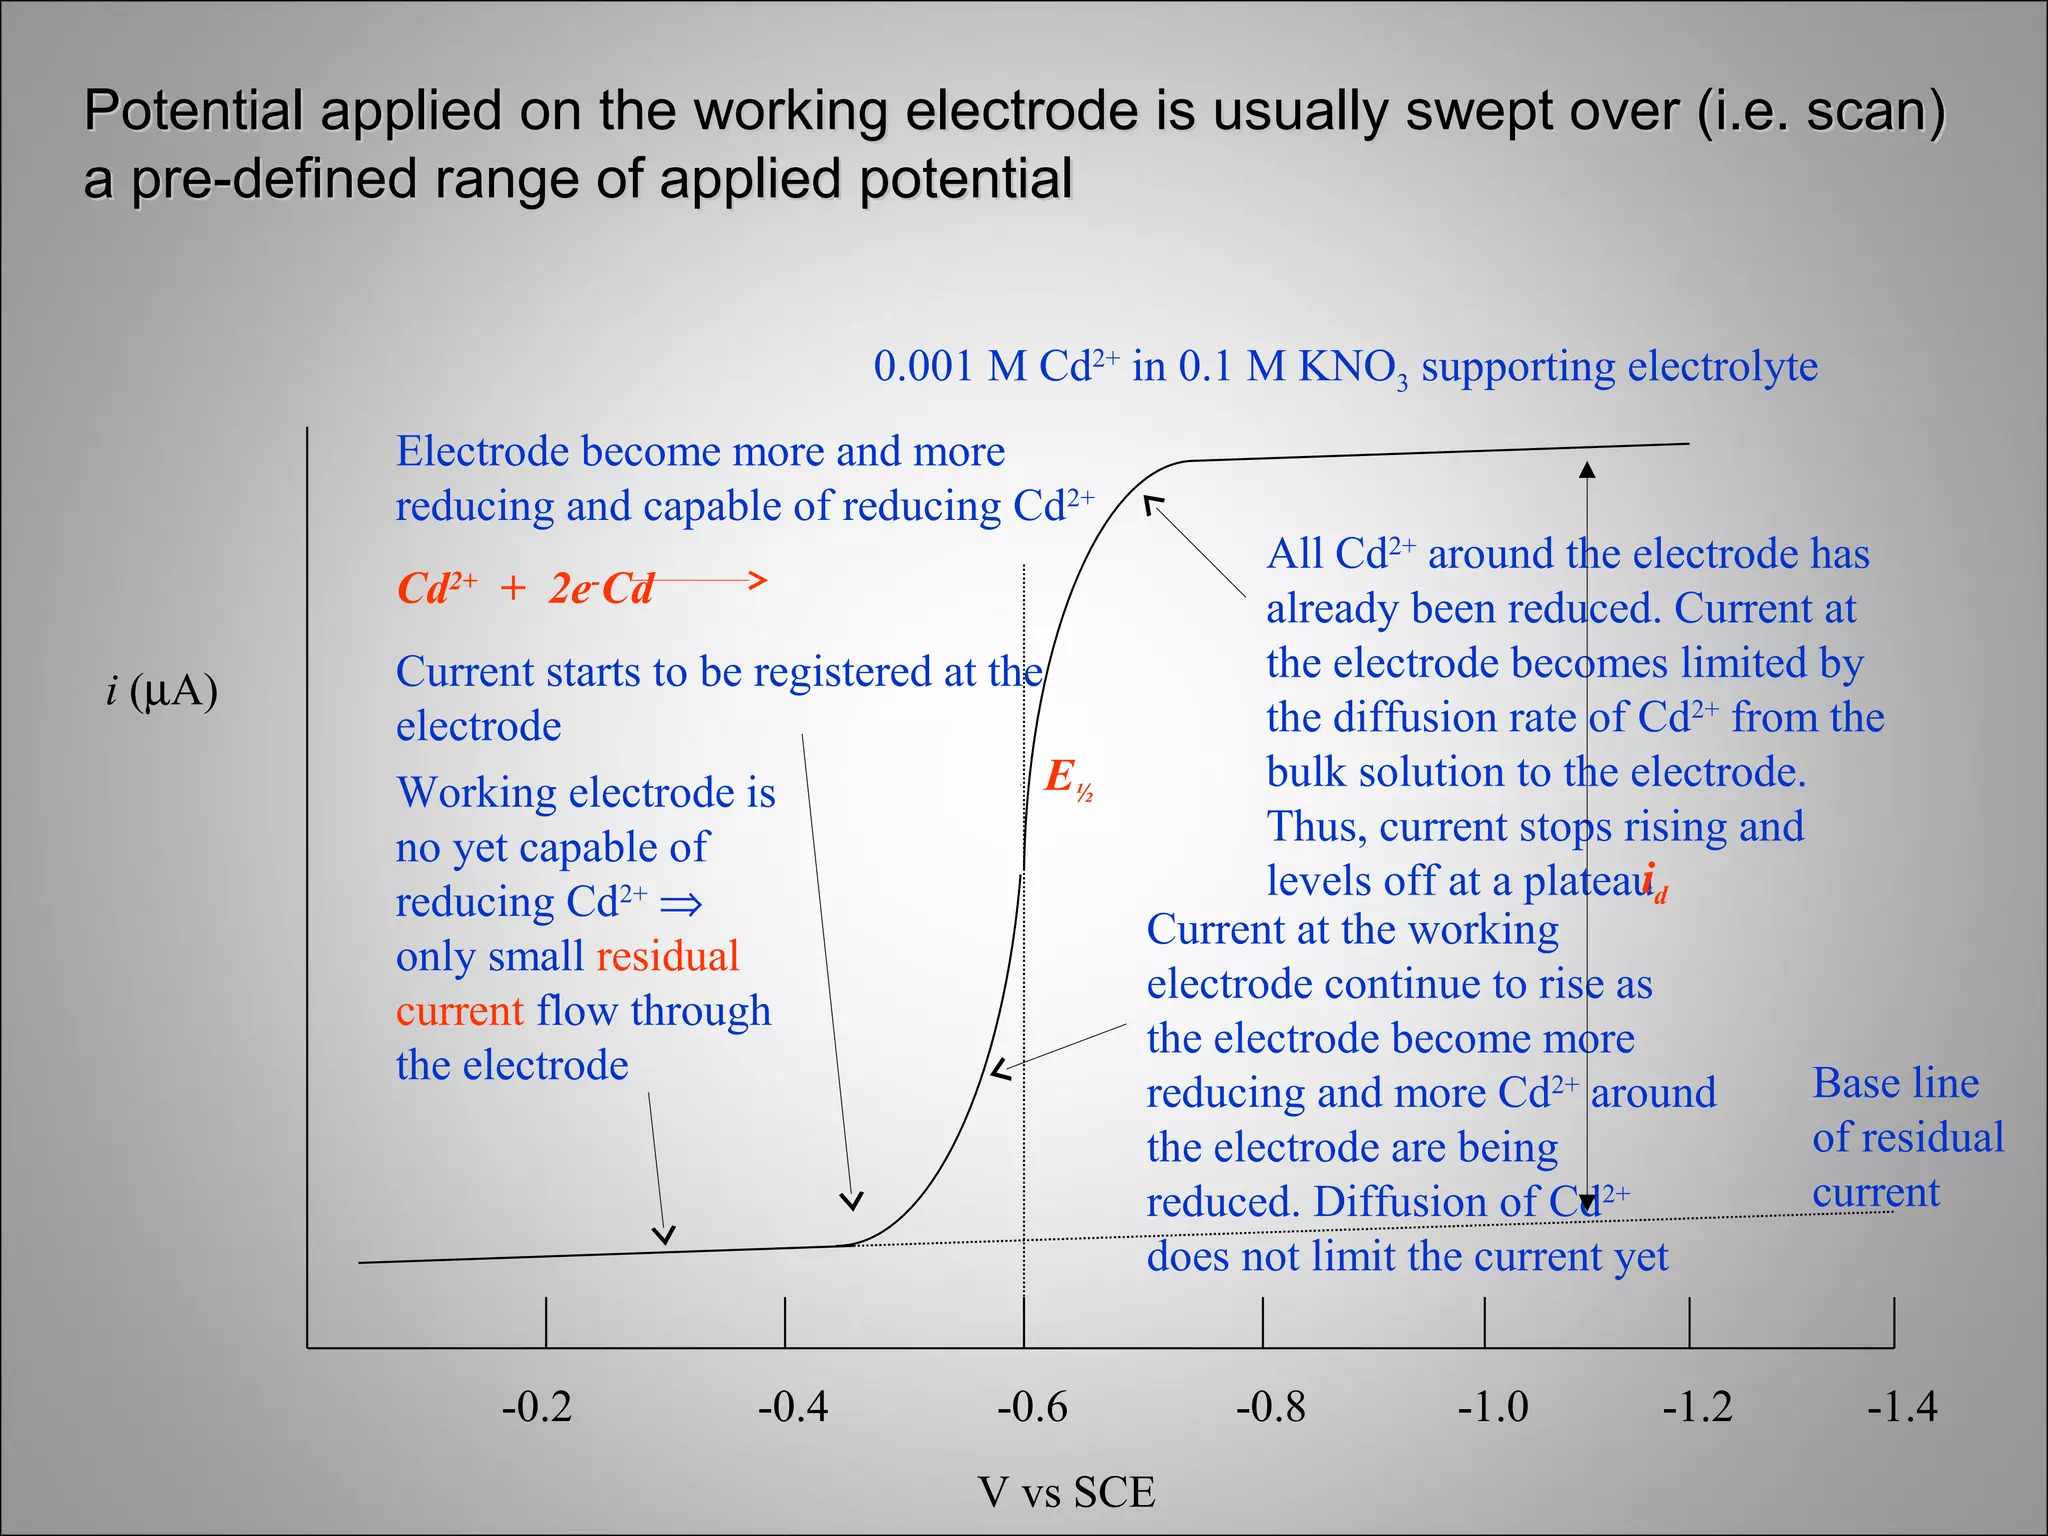 Potential applied on the working electrode is usually swept over (i.e. scan)
a pre-defined range of applied potential
0.001 M Cd²⁺ in 0.1 M KNO₃ supporting electrolyte
Electrode become more and more
reducing and capable of reducing Cd²⁺
Cd²⁺ + 2e⁻Cd
Current starts to be registered at the
electrode
Working electrode is
no yet capable of
reducing Cd²⁺ ⇒
only small residual
current flow through
the electrode
i (μA)
E½
All Cd²⁺ around the electrode has
already been reduced. Current at
the electrode becomes limited by
the diffusion rate of Cd²⁺ from the
bulk solution to the electrode.
Thus, current stops rising and
levels off at a plateau
i_d
Current at the working
electrode continue to rise as
the electrode become more
reducing and more Cd²⁺ around
the electrode are being
reduced. Diffusion of Cd²⁺
does not limit the current yet
Base line
of residual
current
-0.2 -0.4 -0.6 -0.8 -1.0 -1.2 -1.4
V vs SCE